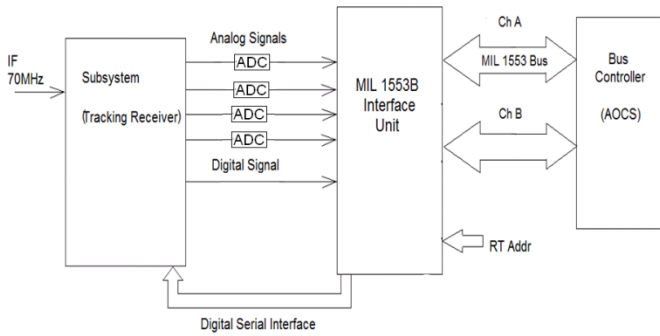 IF
70MHz
Subsystem
(Tracking Receiver)
Analog Signals
ADC
ADC
ADC
ADC
Digital Signal
MIL 1553B
Interface
Unit
Ch A
MIL 1553 Bus
Ch B
RT Addr
Bus
Controller
(AOCS)
Digital Serial Interface